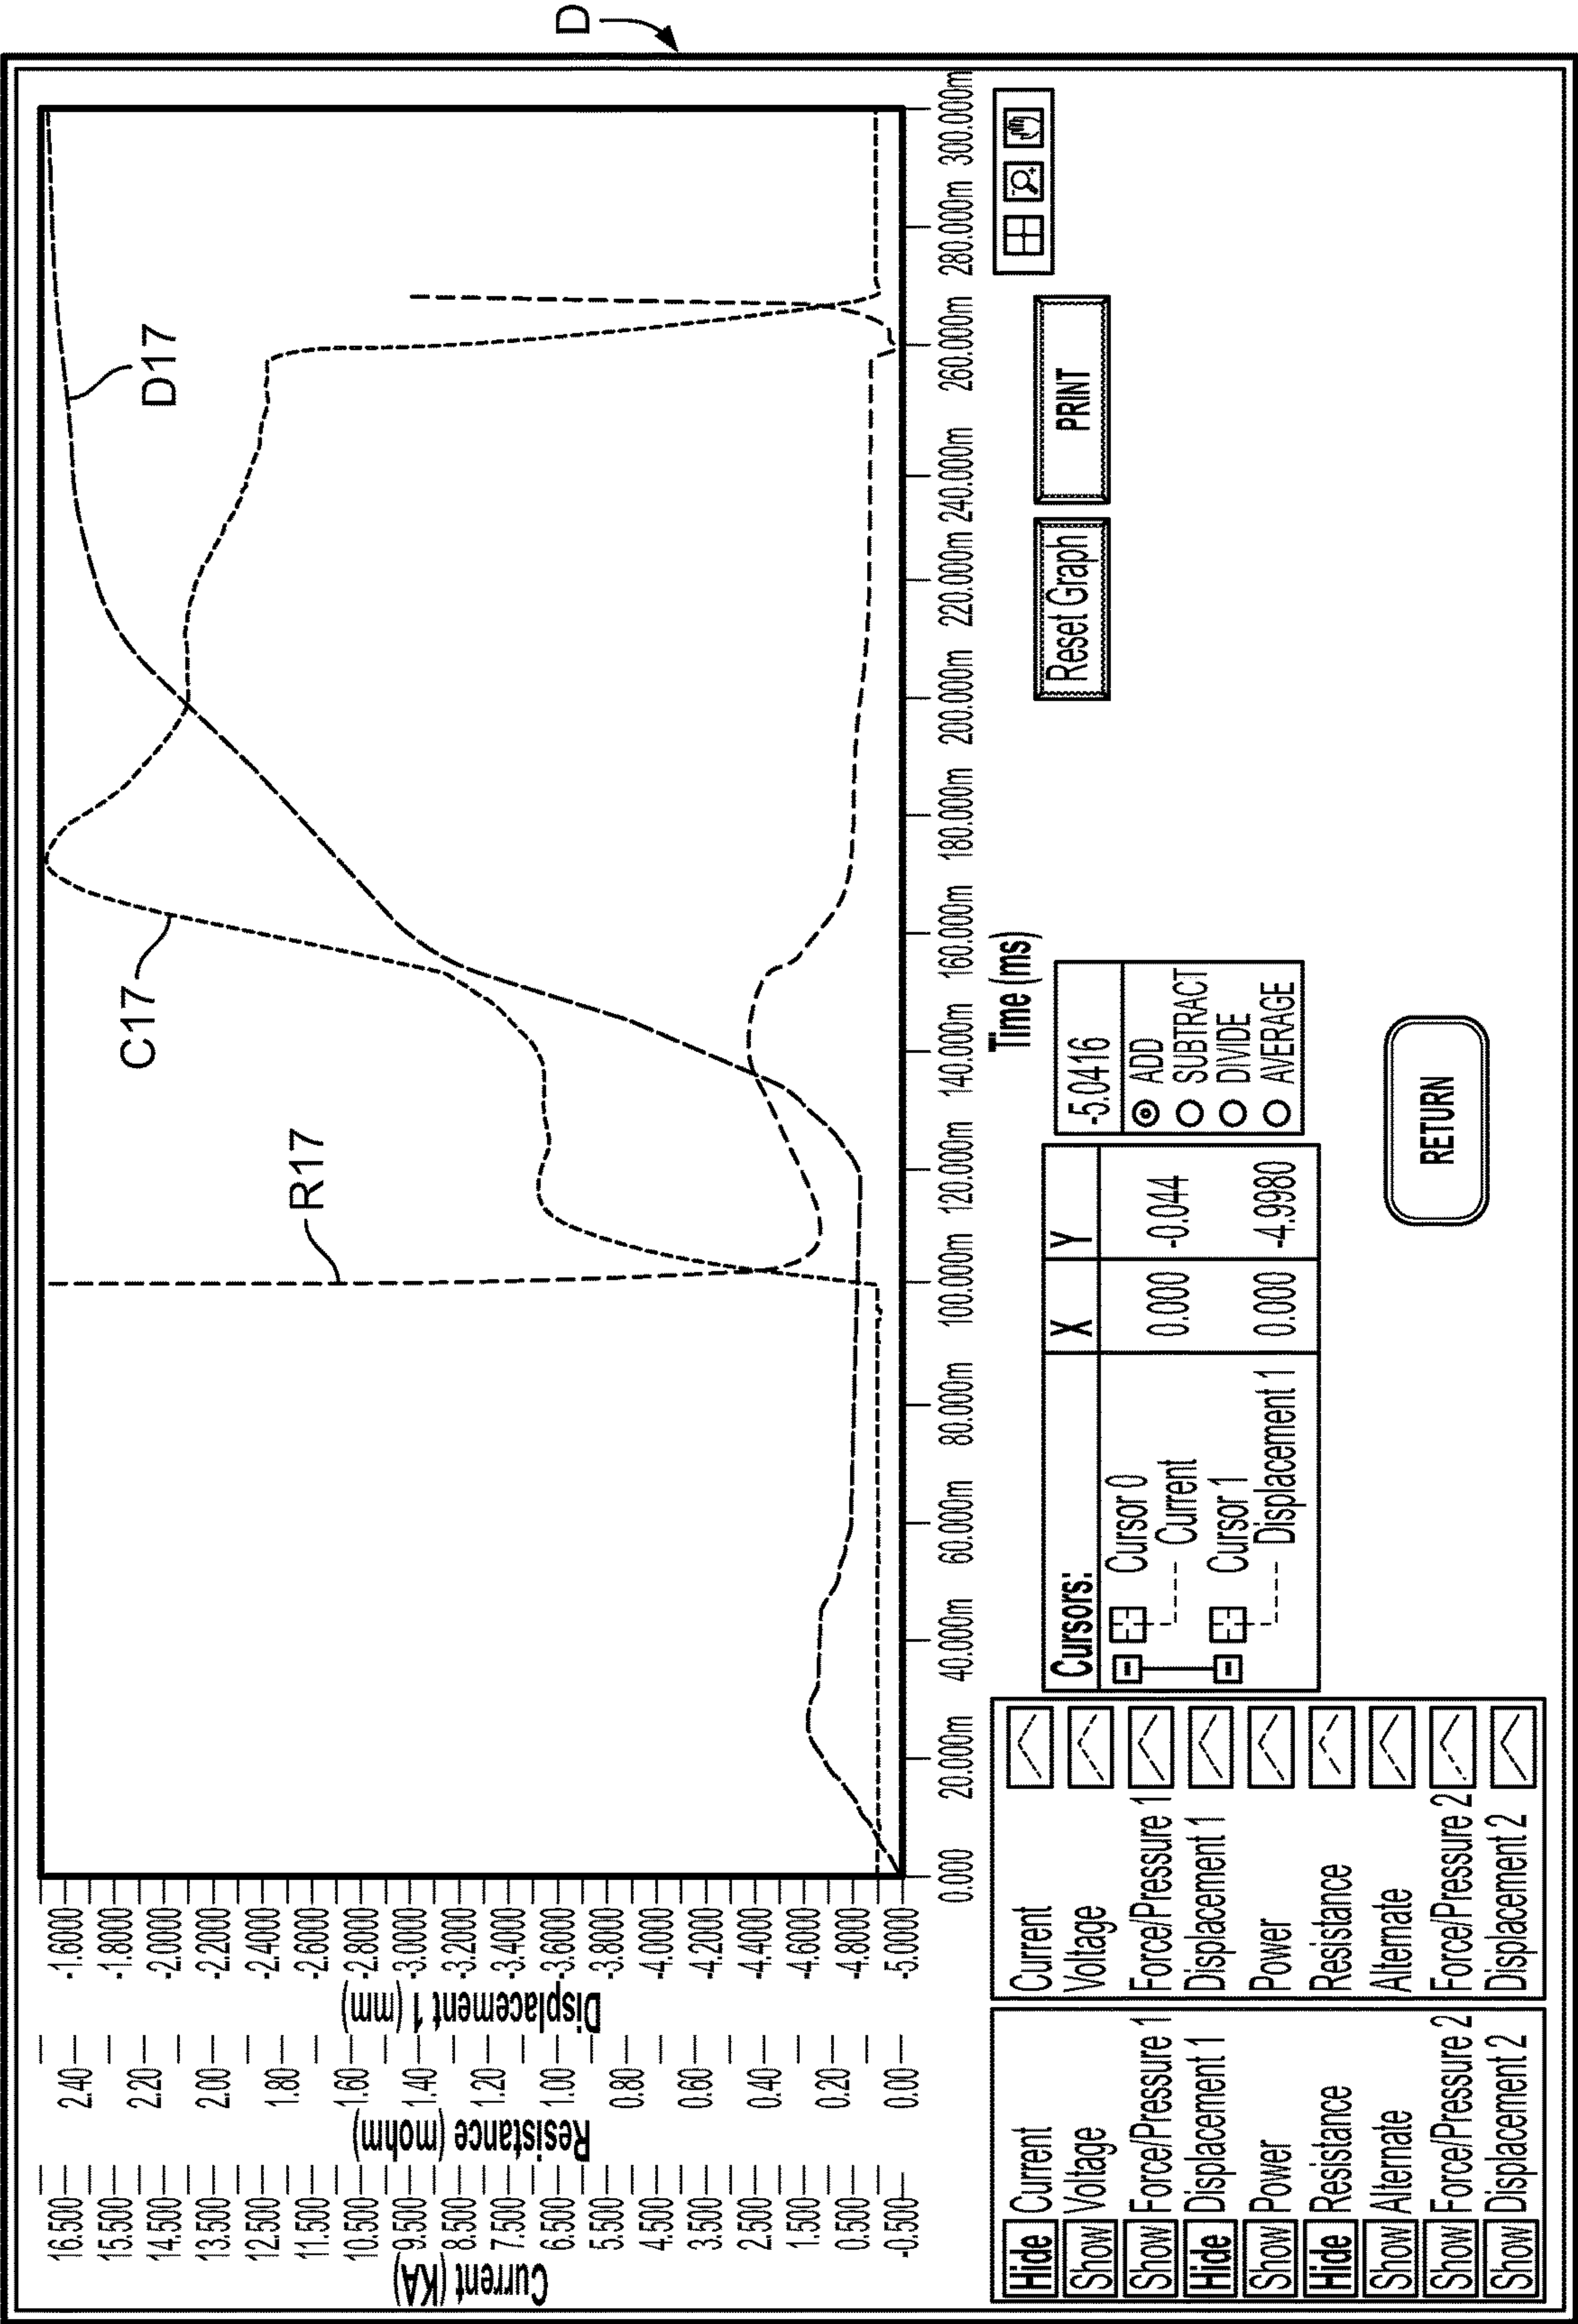 D
Current (KA)
16.500
15.500
14.500
13.500
12.500
11.500
10.500
9.500
8.500
7.500
6.500
5.500
4.500
3.500
2.500
1.500
0.500
-0.500
Resistance (mohm)
2.40
2.20
2.00
1.80
1.60
1.40
1.20
1.00
0.80
0.60
0.40
0.20
0.00
Displacement 1 (mm)
-1.6000
-1.8000
-2.0000
-2.2000
-2.4000
-2.6000
-2.8000
-3.0000
-3.2000
-3.4000
-3.6000
-3.8000
-4.0000
-4.2000
-4.4000
-4.6000
-4.8000
-5.0000
R17
C17
D17
0.000 20.000m 40.000m 60.000m 80.000m 100.000m 120.000m 140.000m 160.000m 180.000m 200.000m 220.000m 240.000m 260.000m 280.000m 300.000m
Time (ms)
Hide Current
Show Voltage
Show Force/Pressure 1
Hide Displacement 1
Show Power
Hide Resistance
Show Alternate
Show Force/Pressure 2
Show Displacement 2
Current
Voltage
Force/Pressure 1
Displacement 1
Power
Resistance
Alternate
Force/Pressure 2
Displacement 2
Cursors: X Y
Cursor 0
Current 0.000 -0.044
Cursor 1
Displacement 1 0.000 -4.9980
-5.0416
ADD
SUBTRACT
DIVIDE
AVERAGE
Reset Graph
PRINT
RETURN